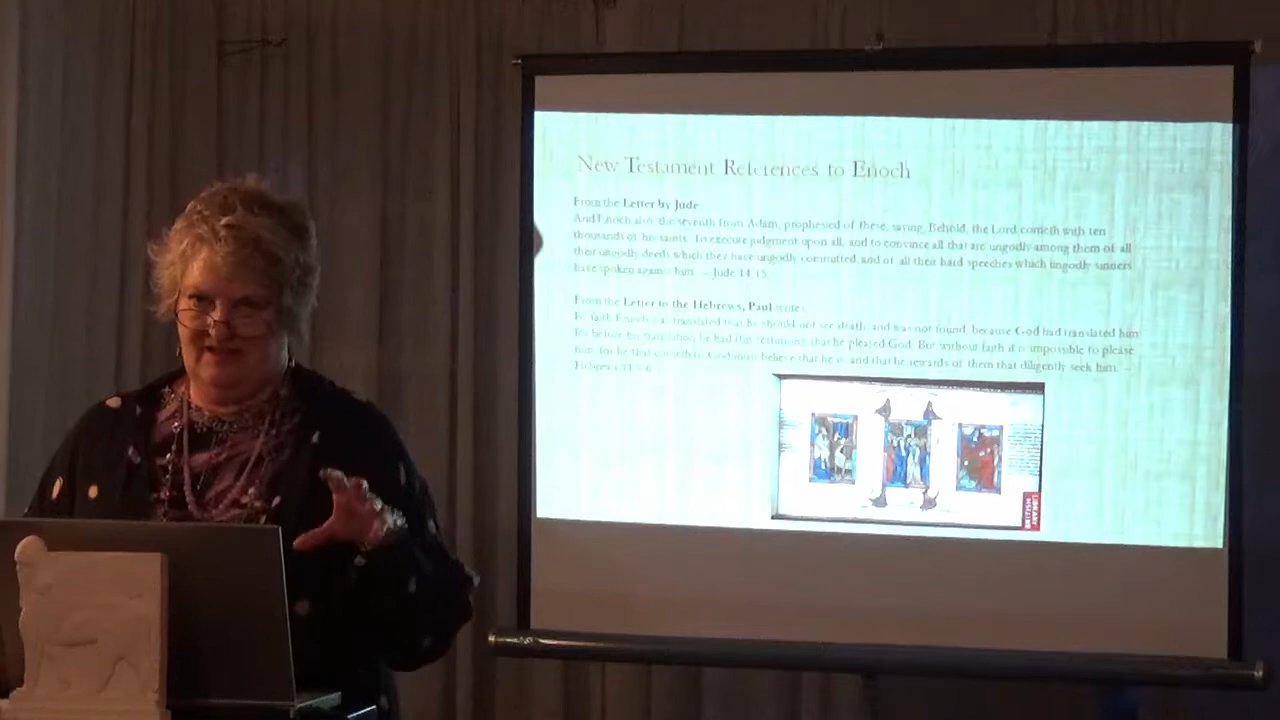 New Testament References to Enoch
From the Letter by Jude
And Enoch also, the seventh from Adam, prophesied of these, saying, Behold, the Lord cometh with ten
thousands of his saints. To execute judgment upon all, and to convince all that are ungodly among them of all
their ungodly deeds which they have ungodly committed, and of all their hard speeches which ungodly sinners
have spoken against him. – Jude 14-15
From the Letter to the Hebrews, Paul writes
By faith Enoch was translated that he should not see death; and was not found, because God had translated him
for before his translation he had this testimony, that he pleased God. But without faith it is impossible to please
him: for he that cometh to God must believe that he is, and that he rewards of them that diligently seek him. –
Hebrews
BRITISH
LIBRARY